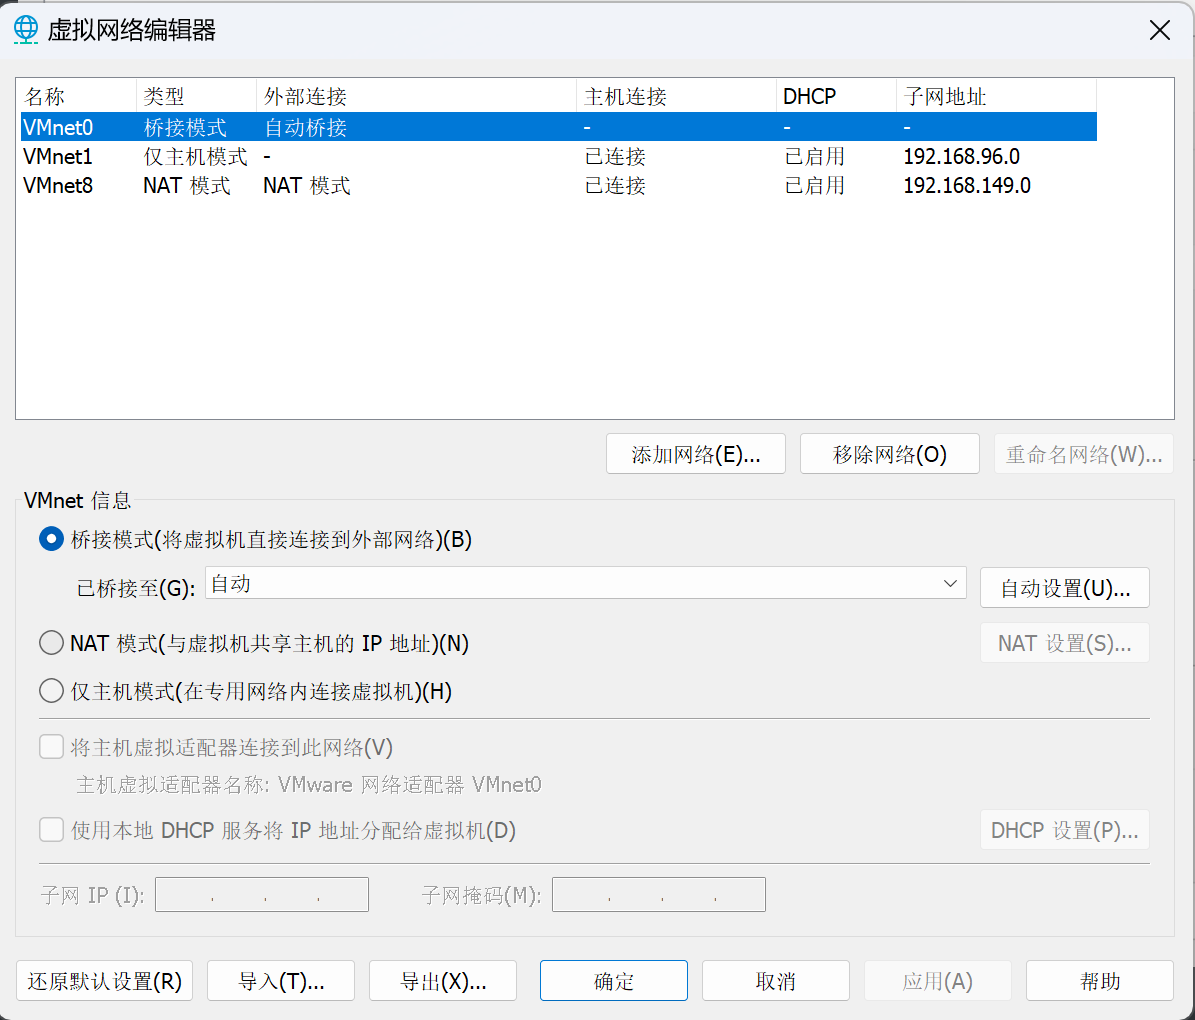 虚拟网络编辑器
名称 类型 外部连接 主机连接 DHCP 子网地址
VMnet0 桥接模式 自动桥接 - - -
VMnet1 仅主机模式 - 已连接 已启用 192.168.96.0
VMnet8 NAT 模式 NAT 模式 已连接 已启用 192.168.149.0
添加网络(E)... 移除网络(O) 重命名网络(W)...
VMnet 信息
桥接模式(将虚拟机直接连接到外部网络)(B)
已桥接至(G): 自动 自动设置(U)...
NAT 模式(与虚拟机共享主机的 IP 地址)(N) NAT 设置(S)...
仅主机模式(在专用网络内连接虚拟机)(H)
将主机虚拟适配器连接到此网络(V)
主机虚拟适配器名称: VMware 网络适配器 VMnet0
使用本地 DHCP 服务将 IP 地址分配给虚拟机(D) DHCP 设置(P)...
子网 IP (I): . . . 子网掩码(M): . . .
还原默认设置(R) 导入(T)... 导出(X)... 确定 取消 应用(A) 帮助